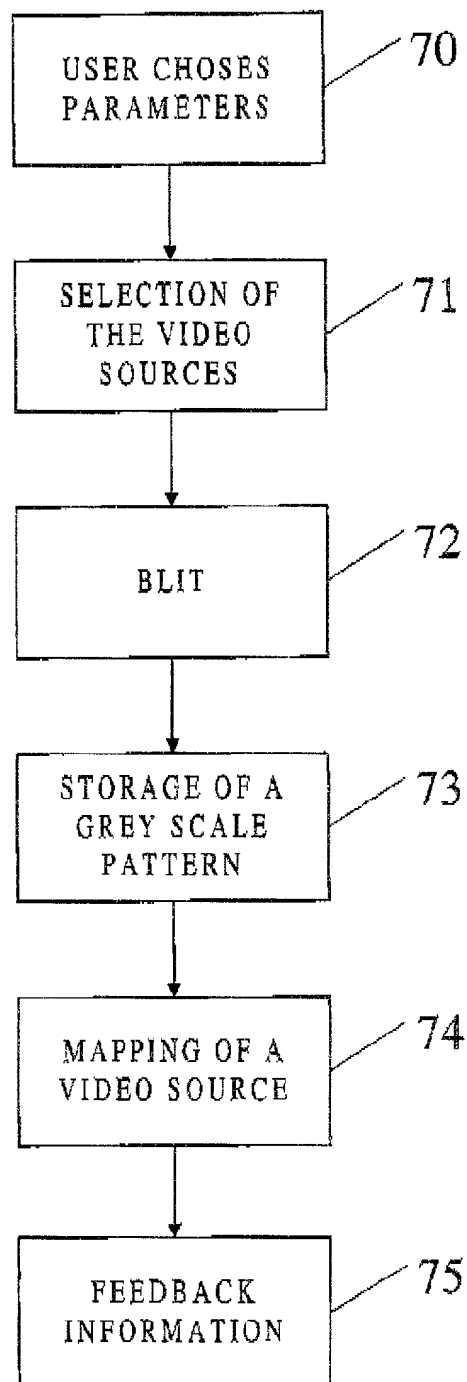 USER CHOSES
PARAMETERS
70
SELECTION OF
THE VIDEO
SOURCES
71
BLIT
72
STORAGE OF A
GREY SCALE
PATTERN
73
MAPPING OF A
VIDEO SOURCE
74
FEEDBACK
INFORMATION
75